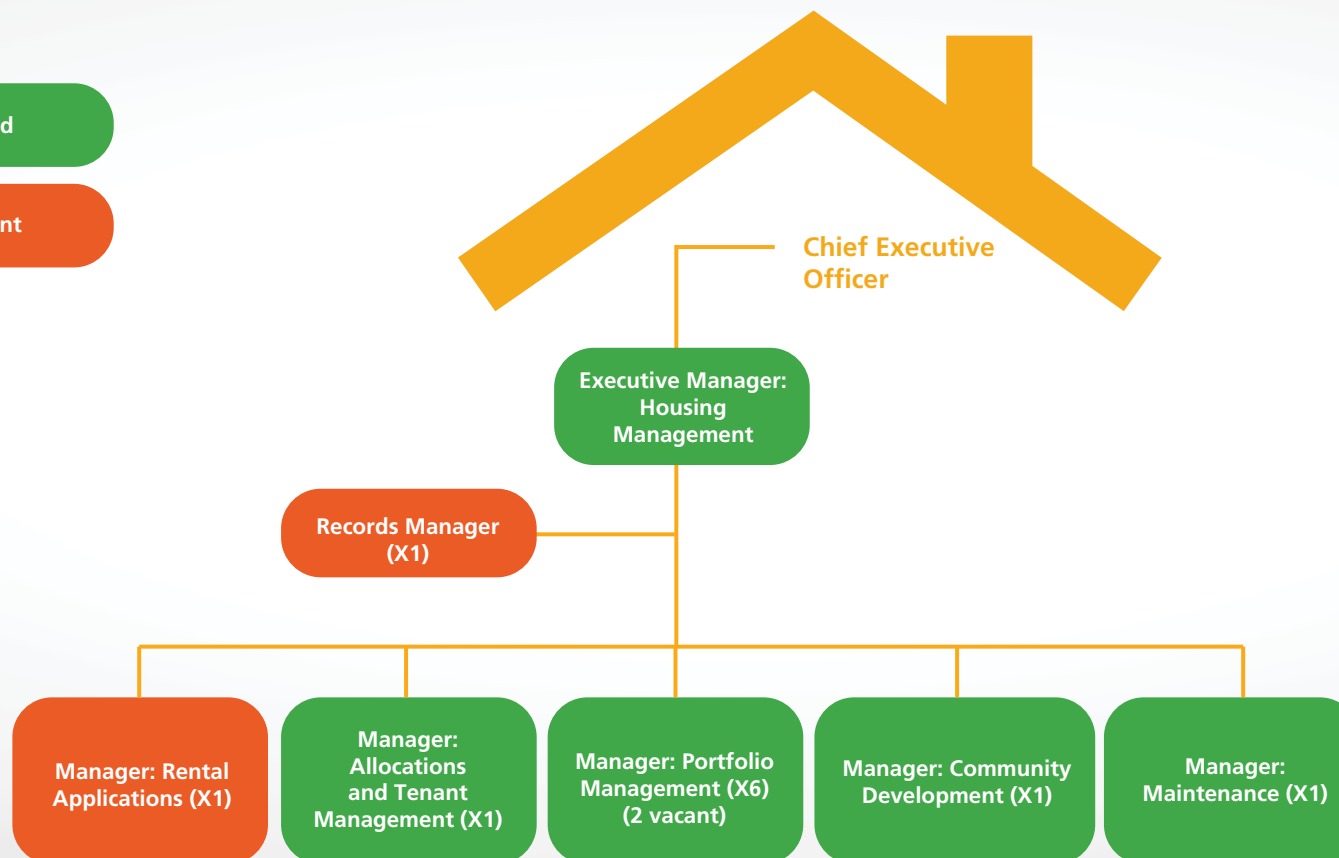 Chief Executive
Officer
Executive Manager:
Housing
Management
Records Manager
(X1)
Manager: Rental
Applications (X1)
Manager:
Allocations
and Tenant
Management (X1)
Manager: Portfolio
Management (X6)
(2 vacant)
Manager: Community
Development (X1)
Manager:
Maintenance (X1)